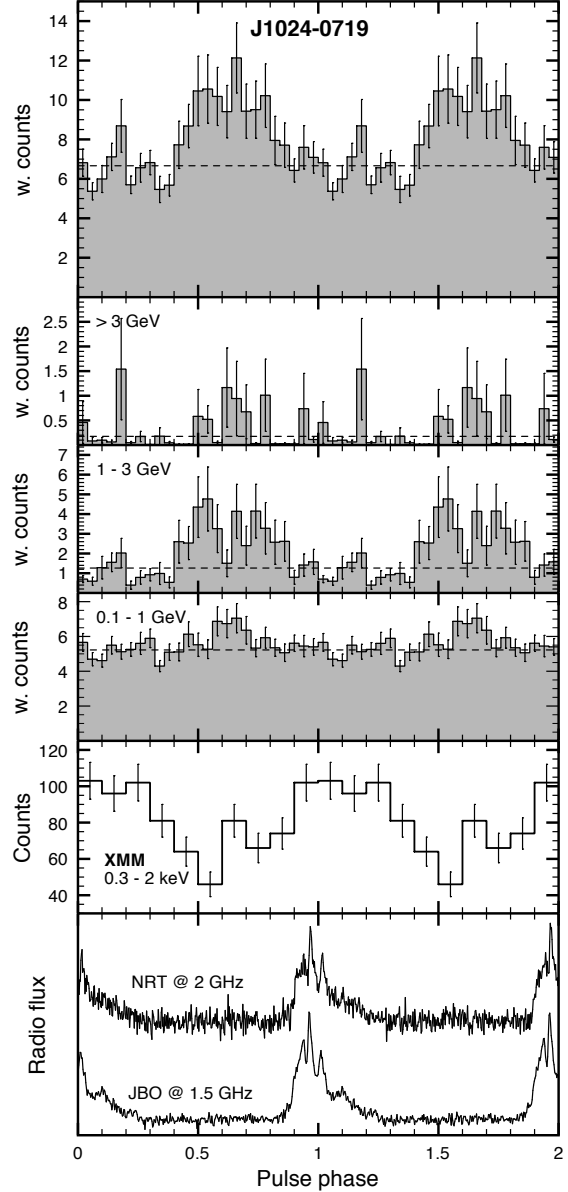 J1024-0719
14
12
10
8
6
4
2
w. counts
> 3 GeV
2.5
2
1.5
1
0.5
w. counts
1 - 3 GeV
7
6
5
4
3
2
1
w. counts
0.1 - 1 GeV
8
6
4
2
w. counts
100
80
60
40
Counts
XMM
0.3 - 2 keV
NRT @ 2 GHz
JBO @ 1.5 GHz
Radio flux
0 0.5 1 1.5 2
Pulse phase